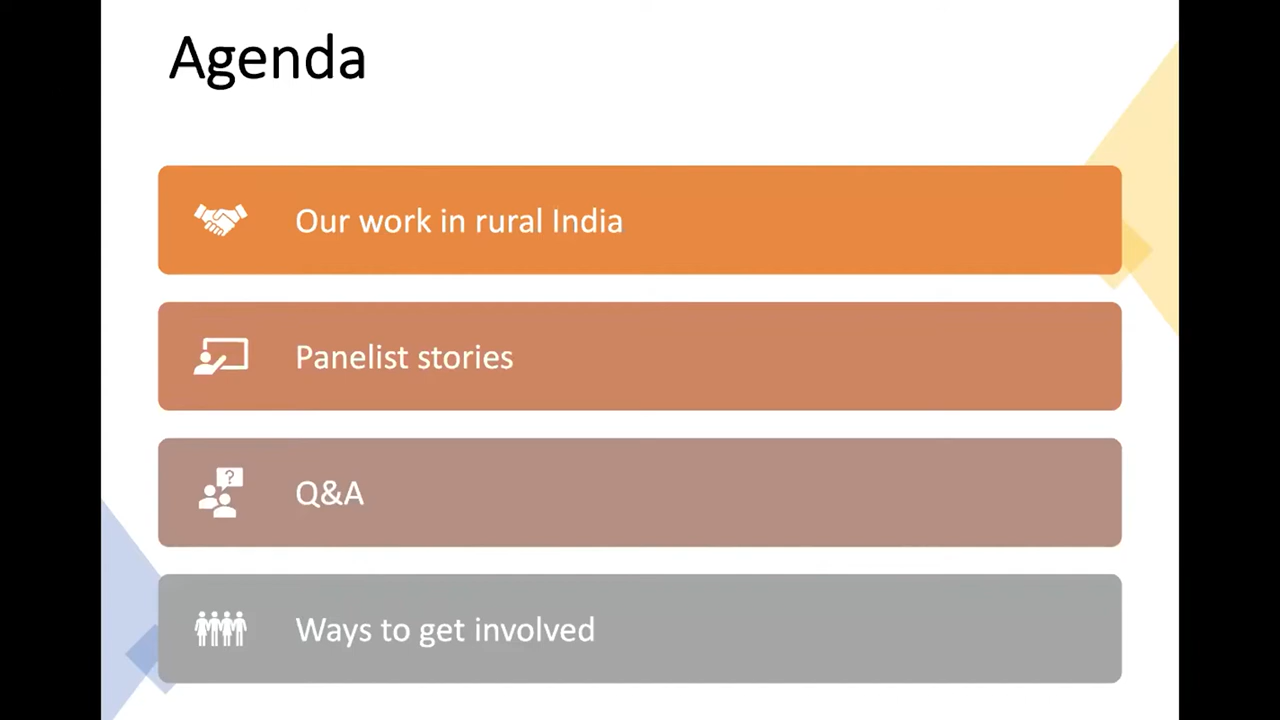 Agenda
Our work in rural India
Panelist stories
?
Q&A
Ways to get involved